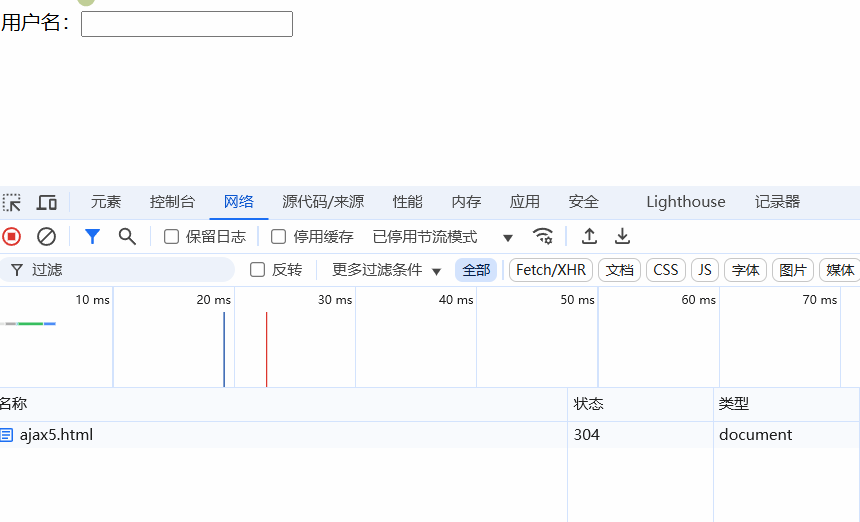 用户名：
元素 控制台 网络 源代码/来源 性能 内存 应用 安全 Lighthouse 记录器
保留日志 停用缓存 已停用节流模式
过滤 反转 更多过滤条件 全部 Fetch/XHR 文档 CSS JS 字体 图片 媒体
10 ms 20 ms 30 ms 40 ms 50 ms 60 ms 70 ms
名称 状态 类型
ajax5.html 304 document